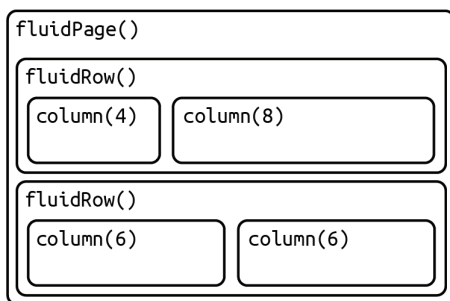 fluidPage()
fluidRow()
column(4) column(8)
fluidRow()
column(6) column(6)